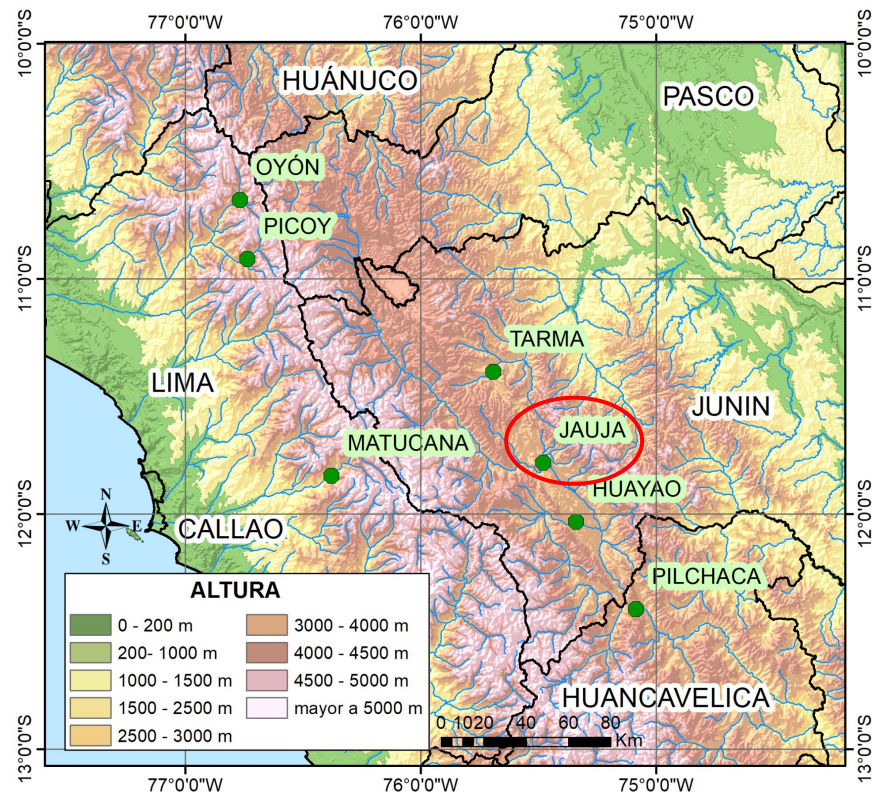 77°0'0"W 76°0'0"W 75°0'0"W
10°0'0"S 10°0'0"S
HUÁNUCO
PASCO
OYÓN
PICOY
11°0'0"S 11°0'0"S
TARMA
LIMA
JUNIN
JAUJA
MATUCANA
HUAYAO
N
W E
S
12°0'0"S 12°0'0"S
CALLAO
PILCHACA
ALTURA
0 - 200 m
200- 1000 m
1000 - 1500 m
1500 - 2500 m
2500 - 3000 m
3000 - 4000 m
4000 - 4500 m
4500 - 5000 m
mayor a 5000 m
HUANCAVELICA
0 1020 40 60 80
Km
13°0'0"S 13°0'0"S
77°0'0"W 76°0'0"W 75°0'0"W